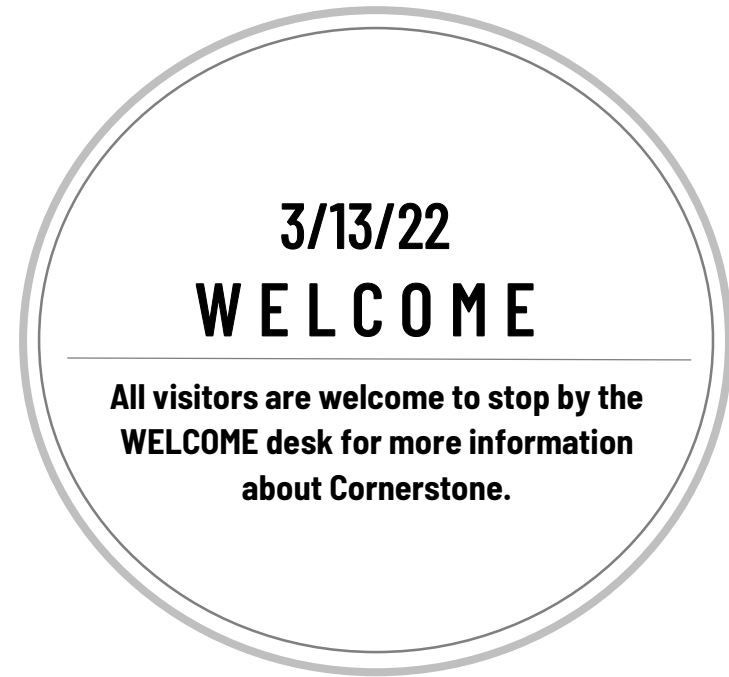 3/13/22
WELCOME
All visitors are welcome to stop by the
WELCOME desk for more information
about Cornerstone.